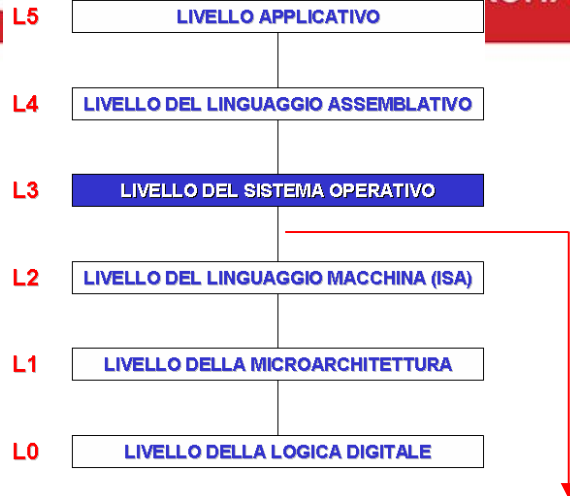 L5 LIVELLO APPLICATIVO
L4 LIVELLO DEL LINGUAGGIO ASSEMBLATIVO
L3 LIVELLO DEL SISTEMA OPERATIVO
L2 LIVELLO DEL LINGUAGGIO MACCHINA (ISA)
L1 LIVELLO DELLA MICROARCHITETTURA
L0 LIVELLO DELLA LOGICA DIGITALE